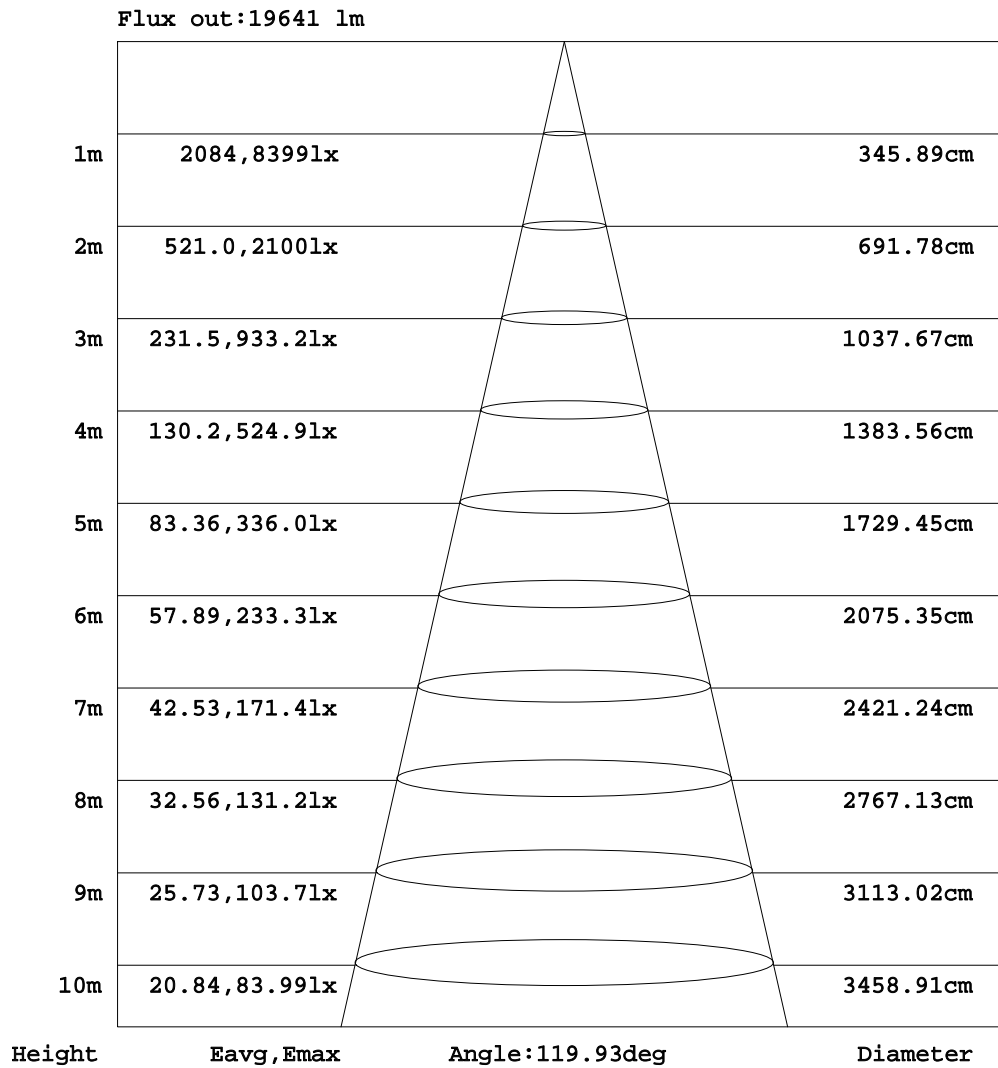 Flux out:19641 lm
1m 2084,8399lx 345.89cm
2m 521.0,2100lx 691.78cm
3m 231.5,933.2lx 1037.67cm
4m 130.2,524.9lx 1383.56cm
5m 83.36,336.0lx 1729.45cm
6m 57.89,233.3lx 2075.35cm
7m 42.53,171.4lx 2421.24cm
8m 32.56,131.2lx 2767.13cm
9m 25.73,103.7lx 3113.02cm
10m 20.84,83.99lx 3458.91cm
Height Eavg,Emax Angle:119.93deg Diameter